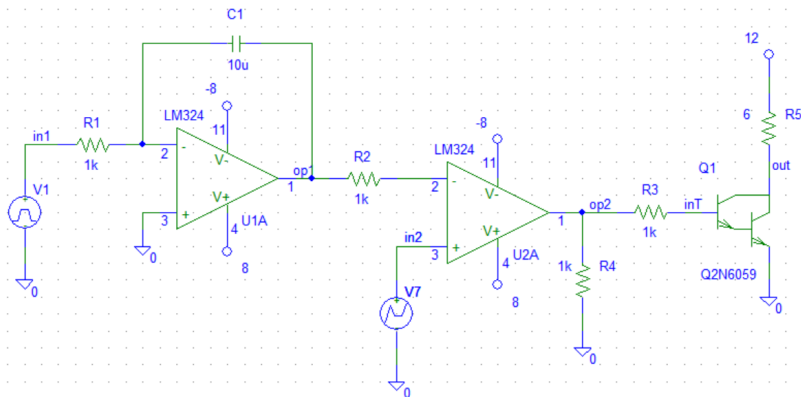 C1
10u
12
-8
LM324
R1
in1
1k
11
2
-
V-
op1
1
R2
1k
V1
3
+
V+
4
U1A
0
8
0
-8
LM324
11
2
-
V-
1
op2
R3
inT
1k
Q1
6
R5
out
in2
3
+
V+
4
U2A
1k
R4
Q2N6059
0
V7
8
0
0